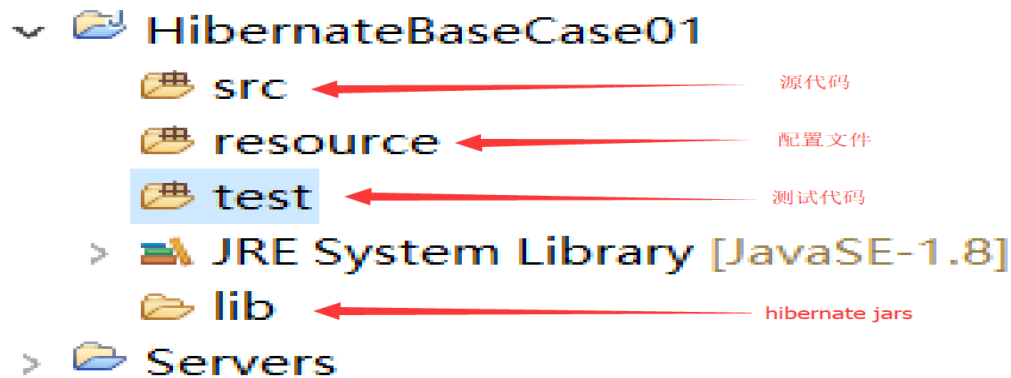 HibernateBaseCase01
src 源代码
resource 配置文件
test 测试代码
JRE System Library [JavaSE-1.8]
lib hibernate jars
Servers